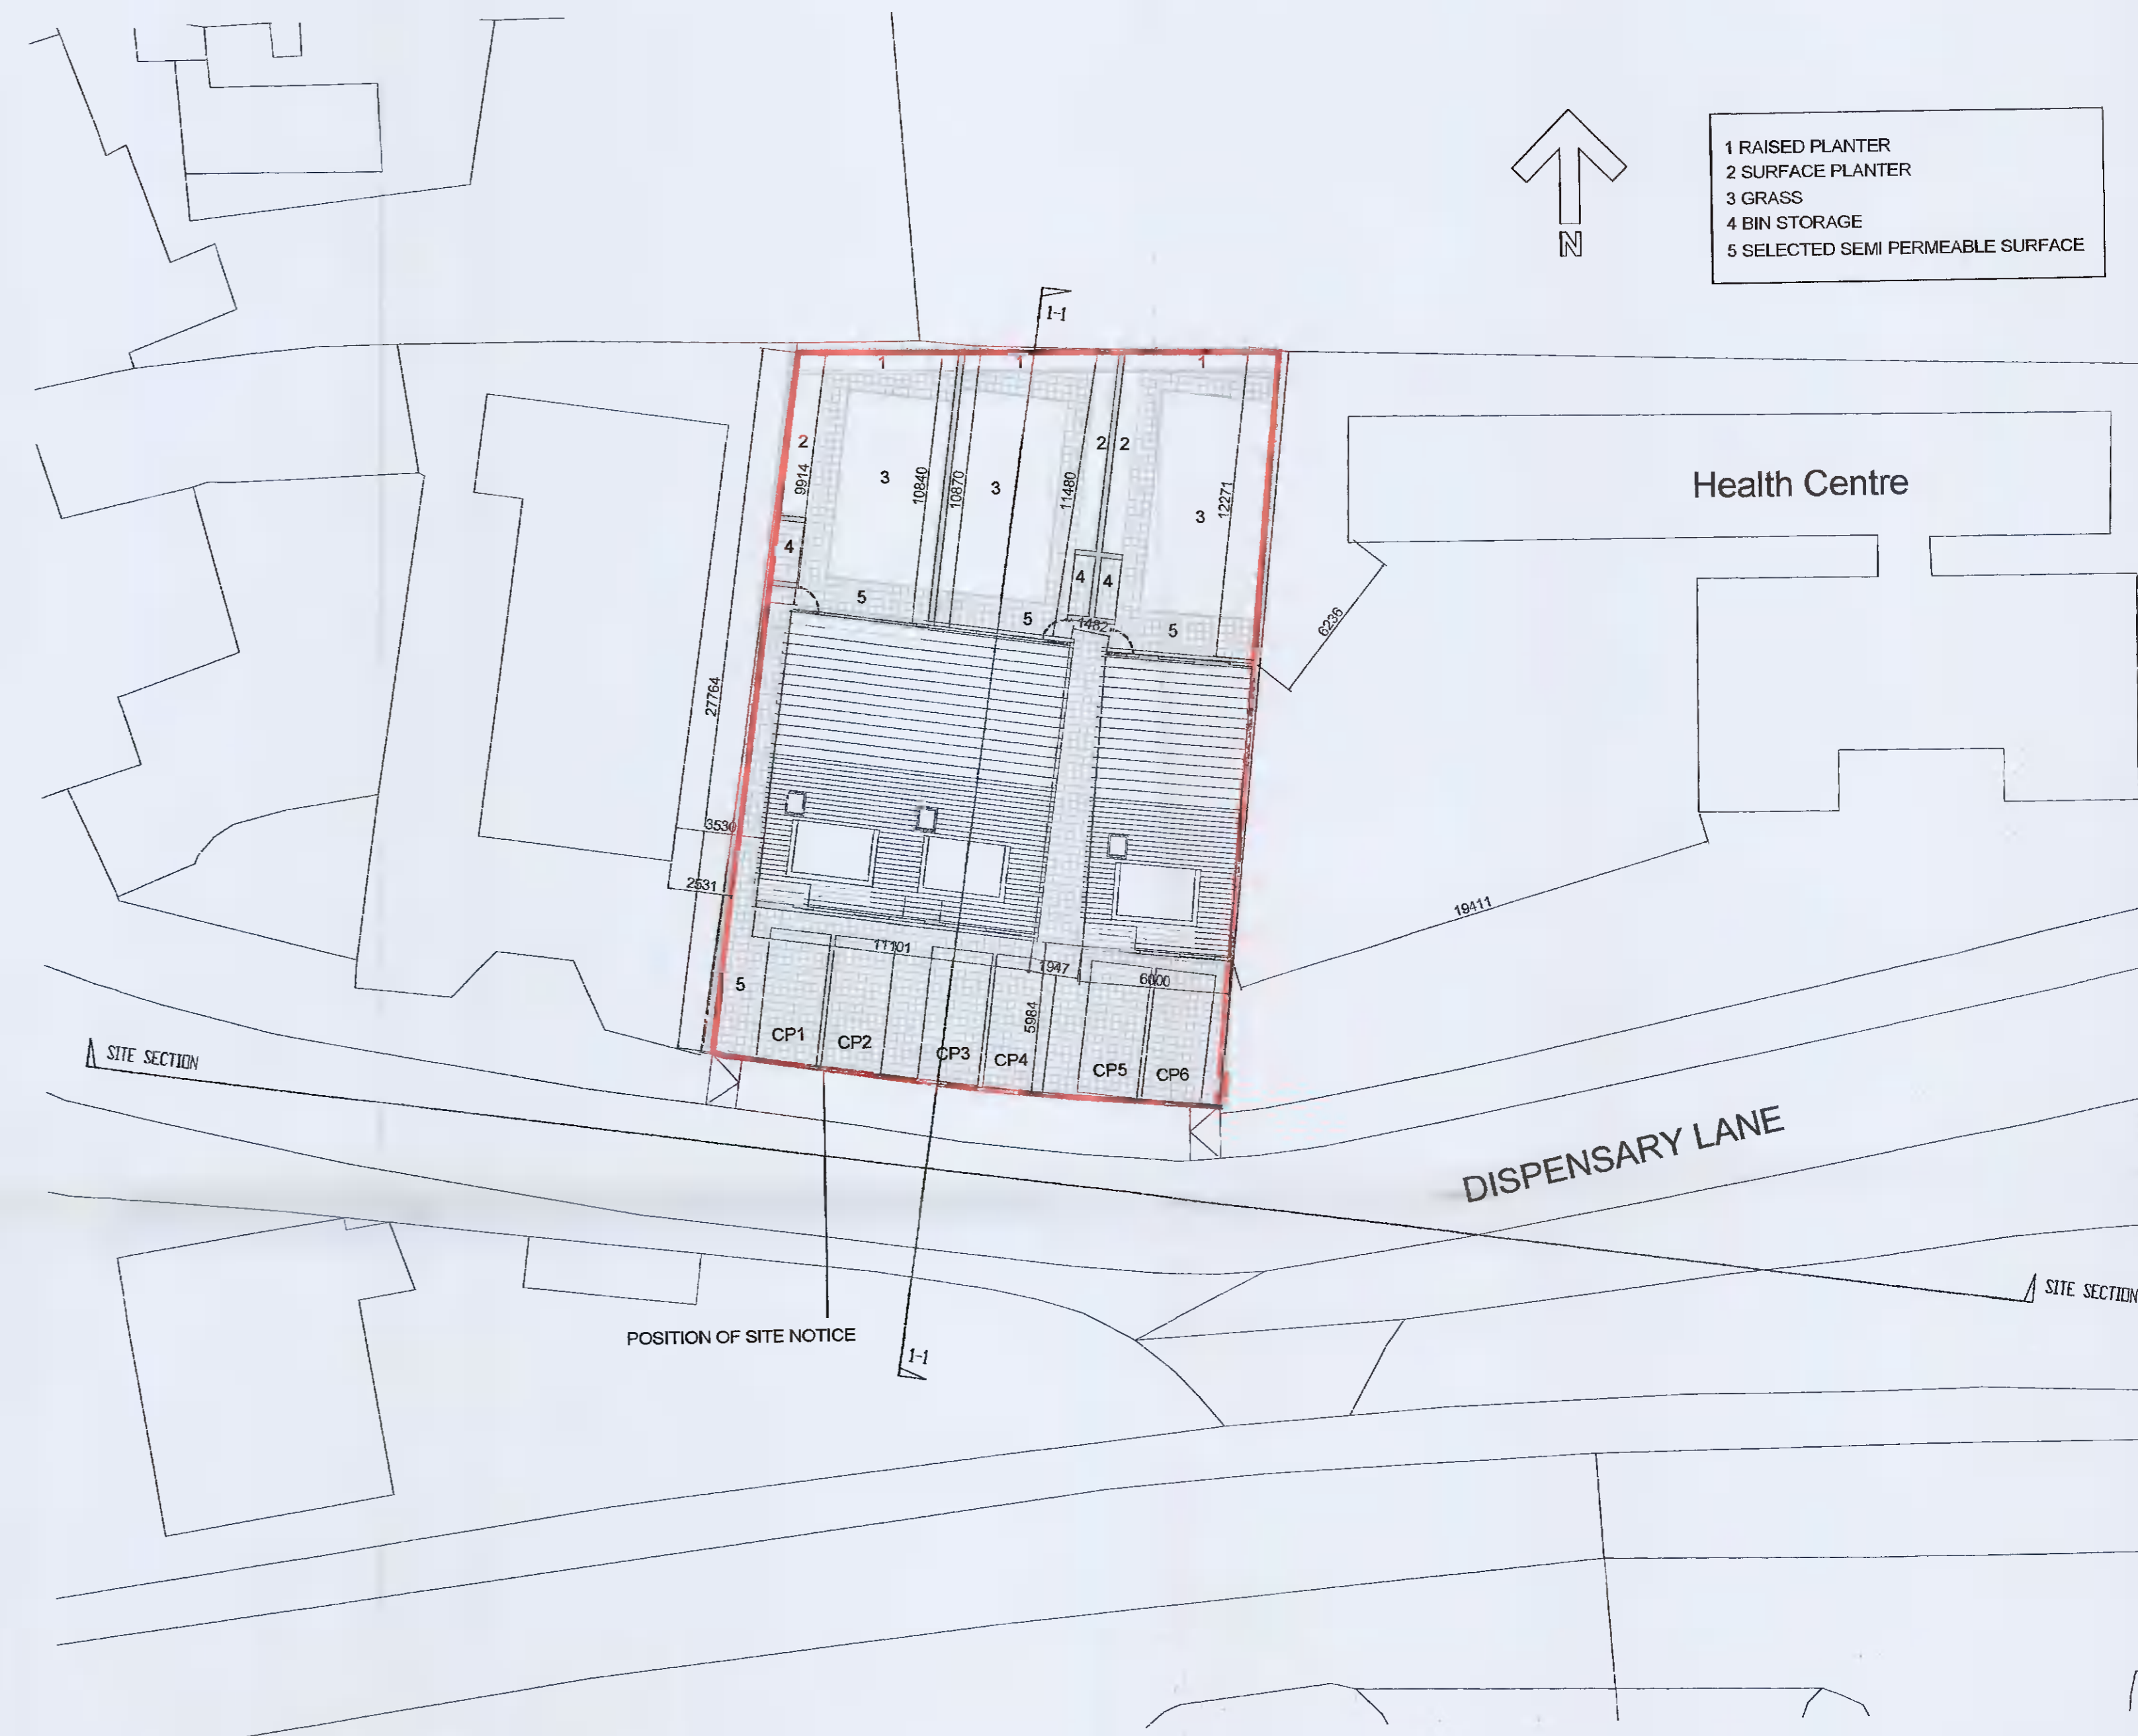 1 RAISED PLANTER
2 SURFACE PLANTER
3 GRASS
4 BIN STORAGE
5 SELECTED SEMI PERMEABLE SURFACE
N
1-1
1
1
1
2
2
2
9914
3
10840
10870
3
11480
3
12271
Health Centre
4
4
4
5
5
1482
5
6236
27764
3530
2531
19411
11101
1947
6000
5
5984
CP1
CP2
CP3
CP4
CP5
CP6
SITE SECTION
DISPENSARY LANE
SITE SECTION
POSITION OF SITE NOTICE
1-1